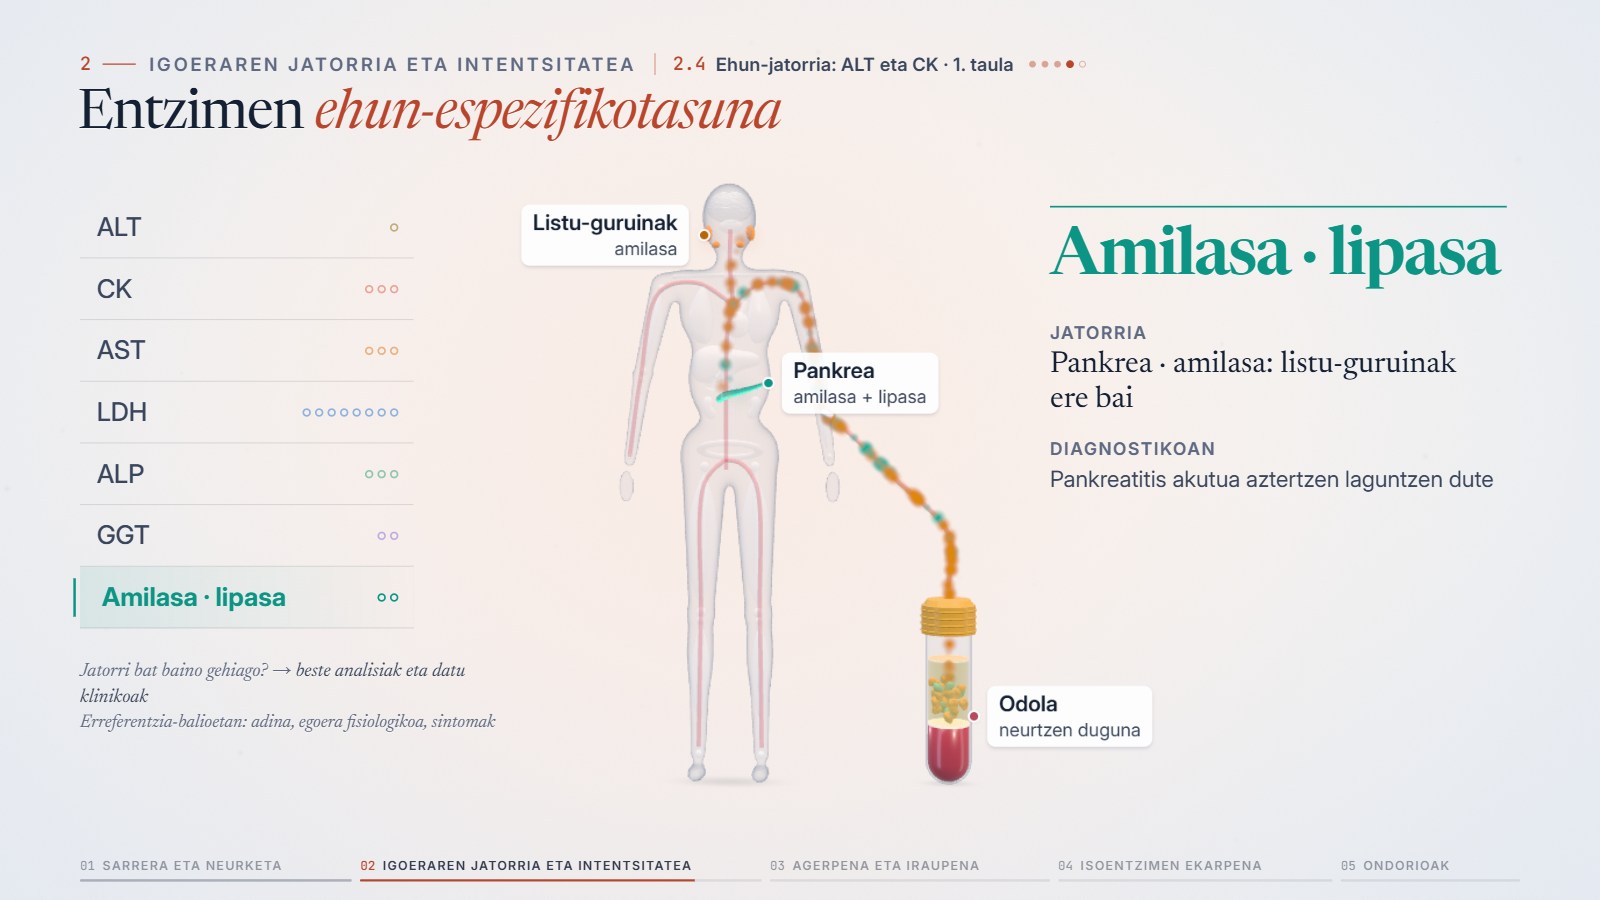 2 IGOERAREN JATORRIA ETA INTENTSITATEA 2.4 Ehun-jatorria: ALT eta CK · 1. taula
Entzimen ehun-espezifikotasuna
ALT
CK
AST
LDH
ALP
GGT
Amilasa · lipasa
Jatorri bat baino gehiago? → beste analisiak eta datu
klinikoak
Erreferentzia-balioetan: adina, egoera fisiologikoa, sintomak
Listu-guruinak
amilasa
Pankrea
amilasa + lipasa
Odola
neurtzen duguna
Amilasa · lipasa
JATORRIA
Pankrea · amilasa: listu-guruinak
ere bai
DIAGNOSTIKOAN
Pankreatitis akutua aztertzen laguntzen dute
01 SARRERA ETA NEURKETA
02 IGOERAREN JATORRIA ETA INTENTSITATEA
03 AGERPENA ETA IRAUPENA
04 ISOENTZIMEN EKARPENA
05 ONDORIOAK